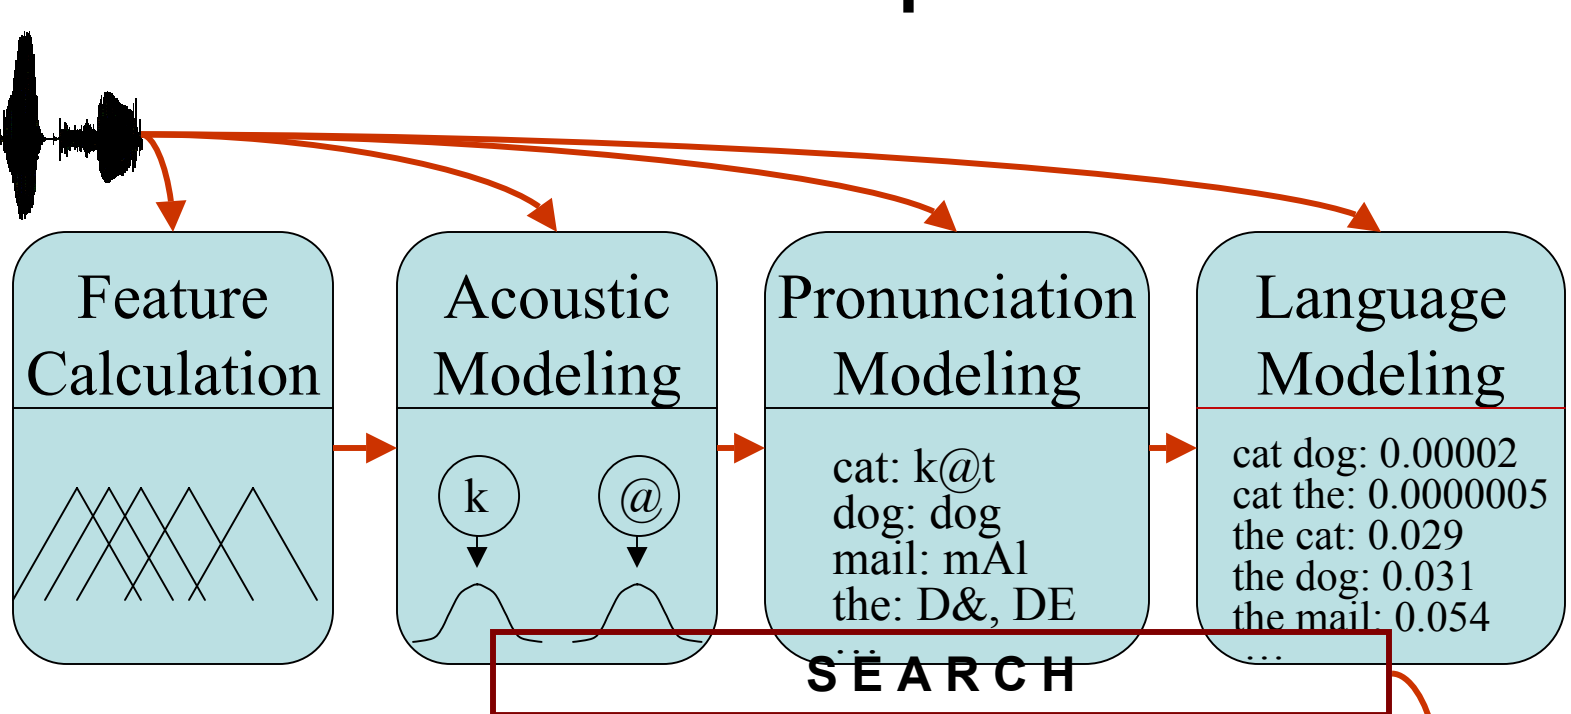 Feature
Calculation
Acoustic
Modeling
k
@
Pronunciation
Modeling
cat: k@t
dog: dog
mail: mAl
the: D&, DE
...
Language
Modeling
cat dog: 0.00002
cat the: 0.0000005
the cat: 0.029
the dog: 0.031
the mail: 0.054
...
S E A R C H